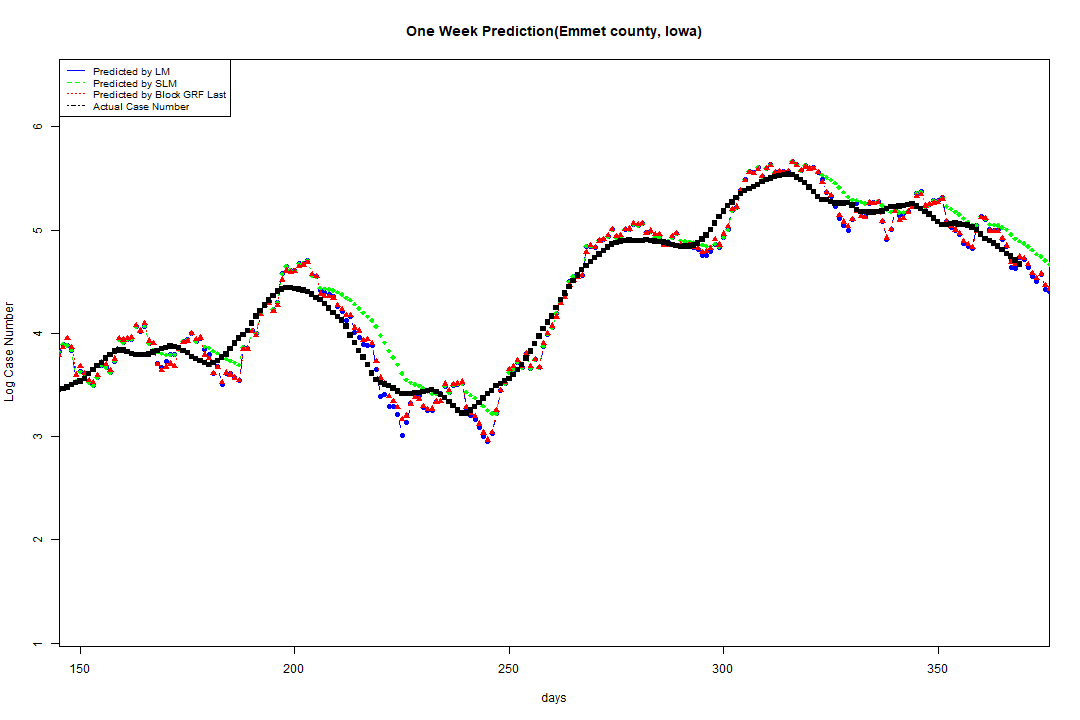 One Week Prediction(Emmet county, Iowa)
Predicted by LM
Predicted by SLM
Predicted by Block GRF Last
Actual Case Number
Log Case Number
6
5
4
3
2
1
150 200 250 300 350
days